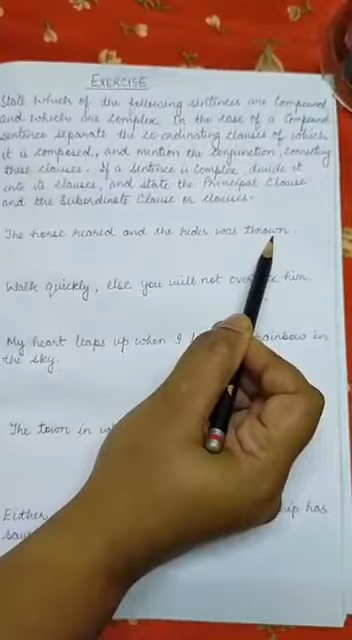 EXERCISE
State which of the following sentences are Compound
and which are complex. In the case of a Compound
sentence separate the co-ordinating clauses of which
it is composed, and mention the conjunction, connecting
these clauses. If a sentence is complex, divide it
into its clauses, and state the Principal Clause
and the Subordinate Clause or clauses.
The horse reared and the rider was thrown.
Walk quickly, else you will not him.
My heart leaps up when I rainbow in
the sky.
The town in
Either has